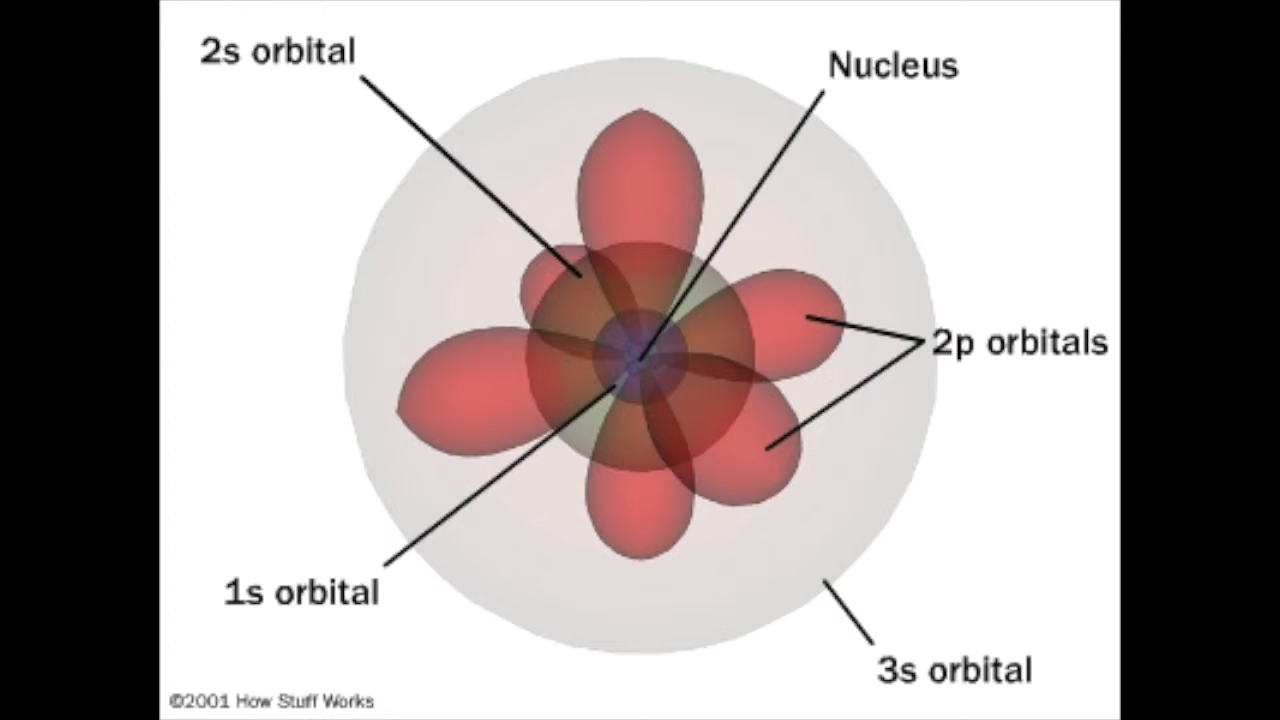 2s orbital
Nucleus
2p orbitals
1s orbital
3s orbital
©2001 How Stuff Works